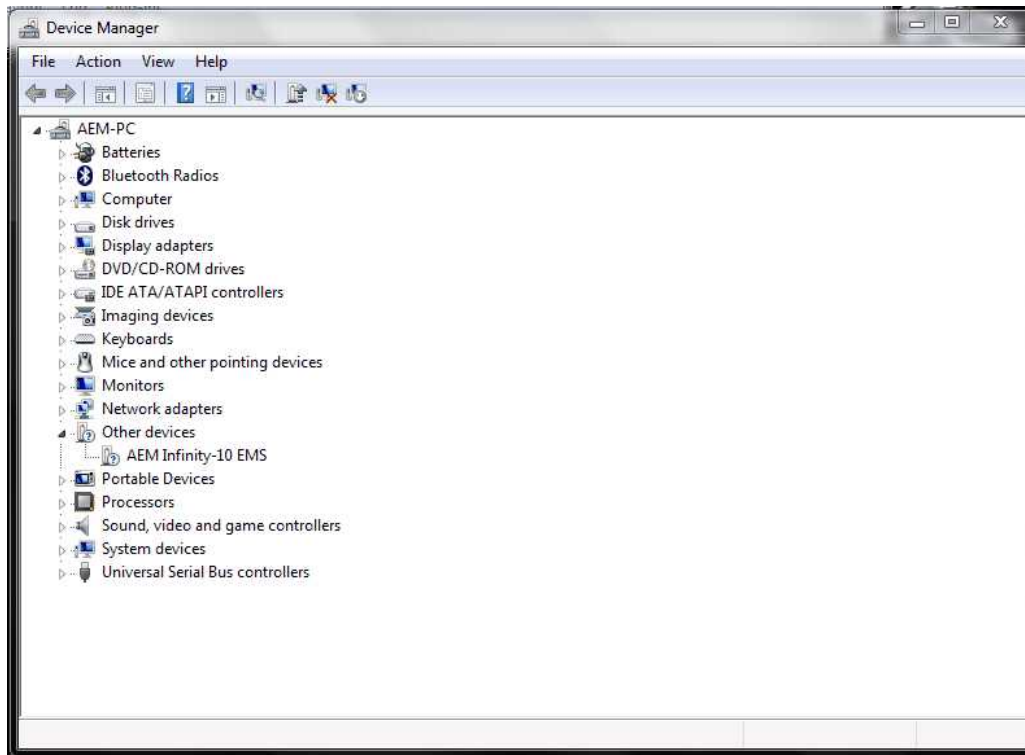 Device Manager
File Action View Help
AEM-PC
Batteries
Bluetooth Radios
Computer
Disk drives
Display adapters
DVD/CD-ROM drives
IDE ATA/ATAPI controllers
Imaging devices
Keyboards
Mice and other pointing devices
Monitors
Network adapters
Other devices
AEM Infinity-10 EMS
Portable Devices
Processors
Sound, video and game controllers
System devices
Universal Serial Bus controllers